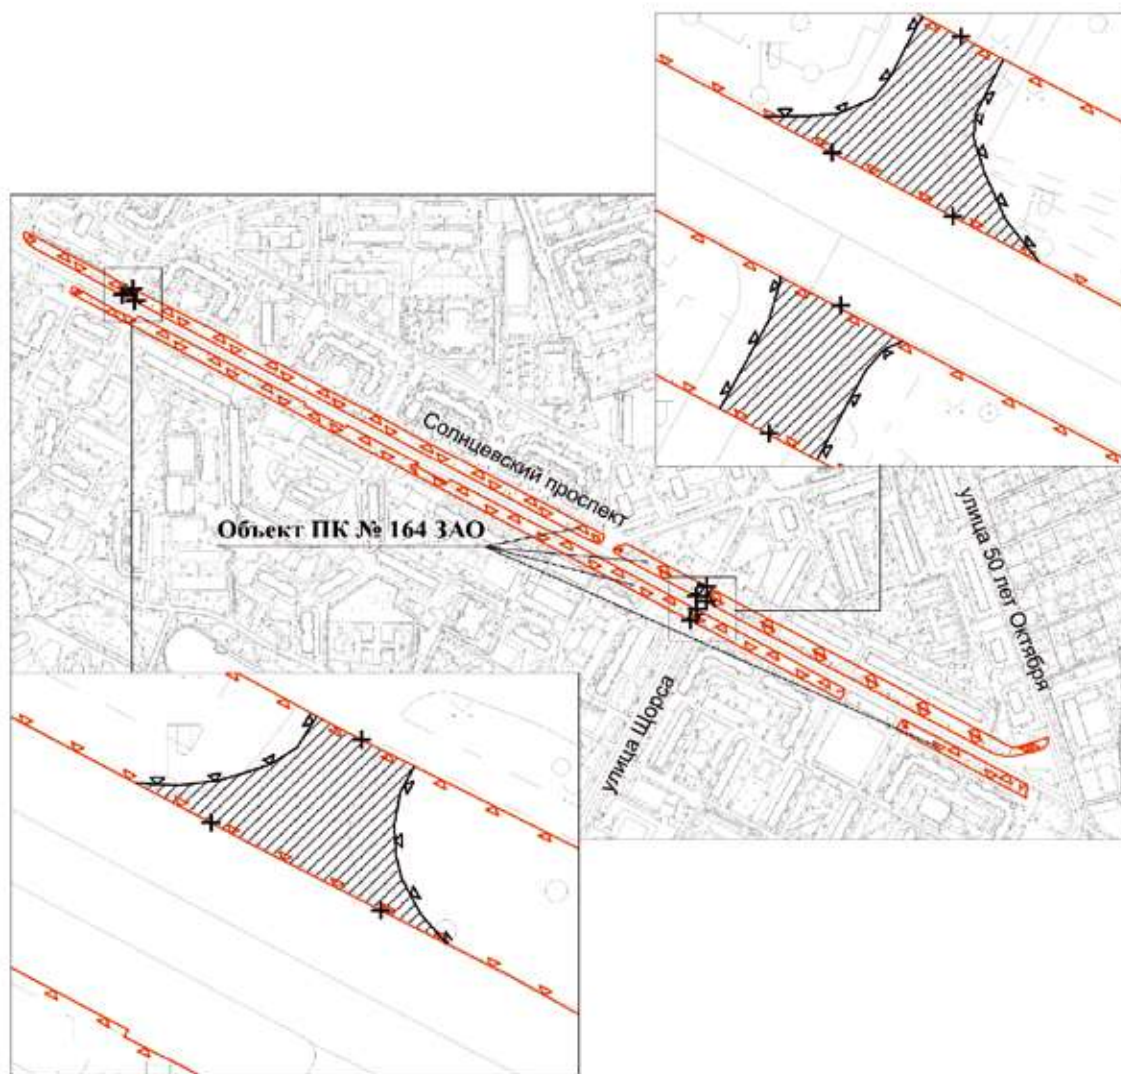 Солнцевский проспект
Объект ПК № 164 ЗАО
улица 50 лет Октября
улица Щорса